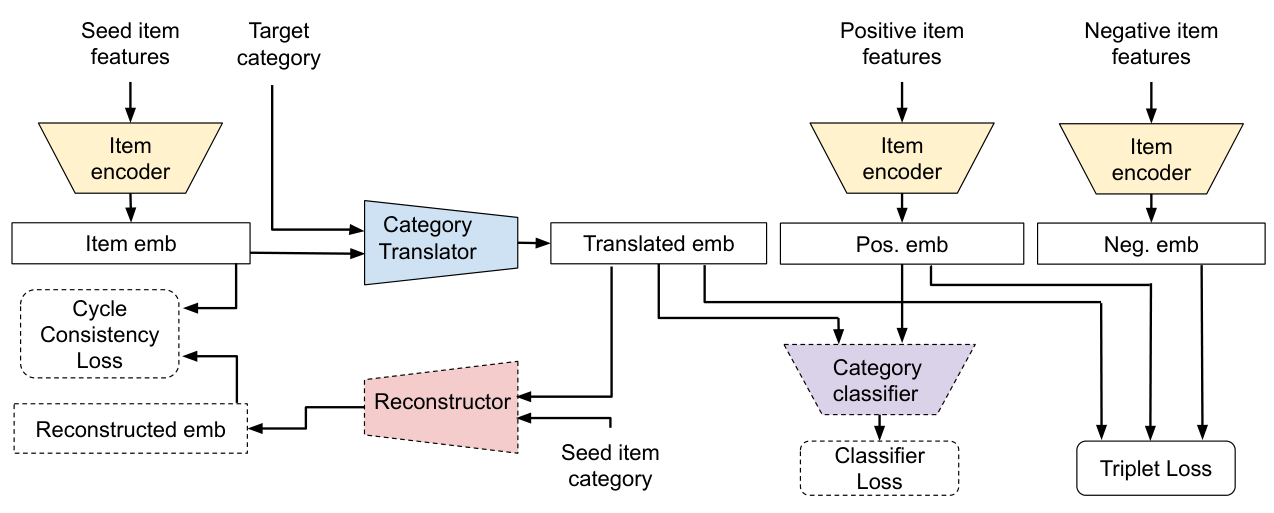 Seed item
features
Target
category
Positive item
features
Negative item
features
Item
encoder
Item
encoder
Item
encoder
Category
Translator
Item emb
Translated emb
Pos. emb
Neg. emb
Cycle
Consistency
Loss
Reconstructor
Category
classifier
Reconstructed emb
Seed item
category
Classifier
Loss
Triplet Loss